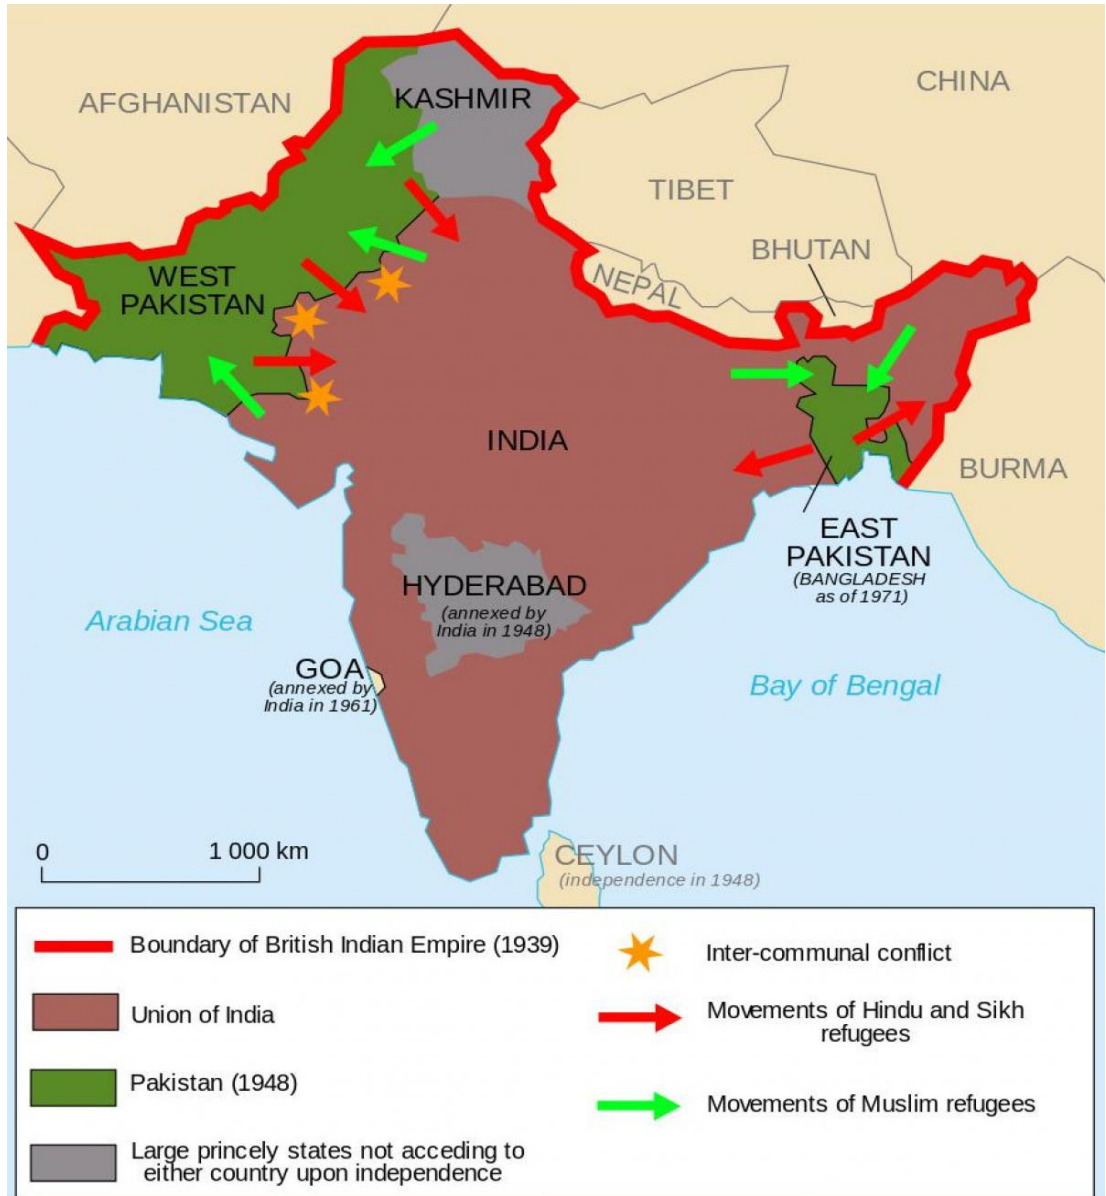 AFGHANISTAN
KASHMIR
CHINA
TIBET
BHUTAN
NEPAL
WEST
PAKISTAN
INDIA
BURMA
EAST
PAKISTAN
(BANGLADESH
as of 1971)
HYDERABAD
(annexed by
India in 1948)
Arabian Sea
GOA
(annexed by
India in 1961)
Bay of Bengal
0
1 000 km
CEYLON
(independence in 1948)
Boundary of British Indian Empire (1939)
Union of India
Pakistan (1948)
Large princely states not acceding to
either country upon independence
Inter-communal conflict
Movements of Hindu and Sikh
refugees
Movements of Muslim refugees